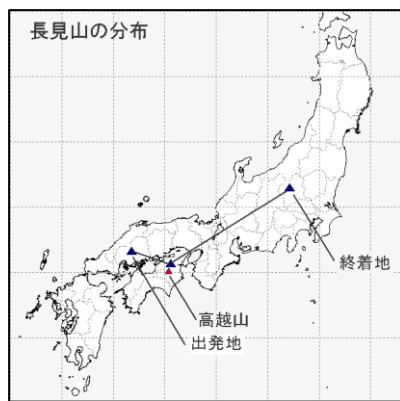 長見山の分布
終着地
高越山
出発地